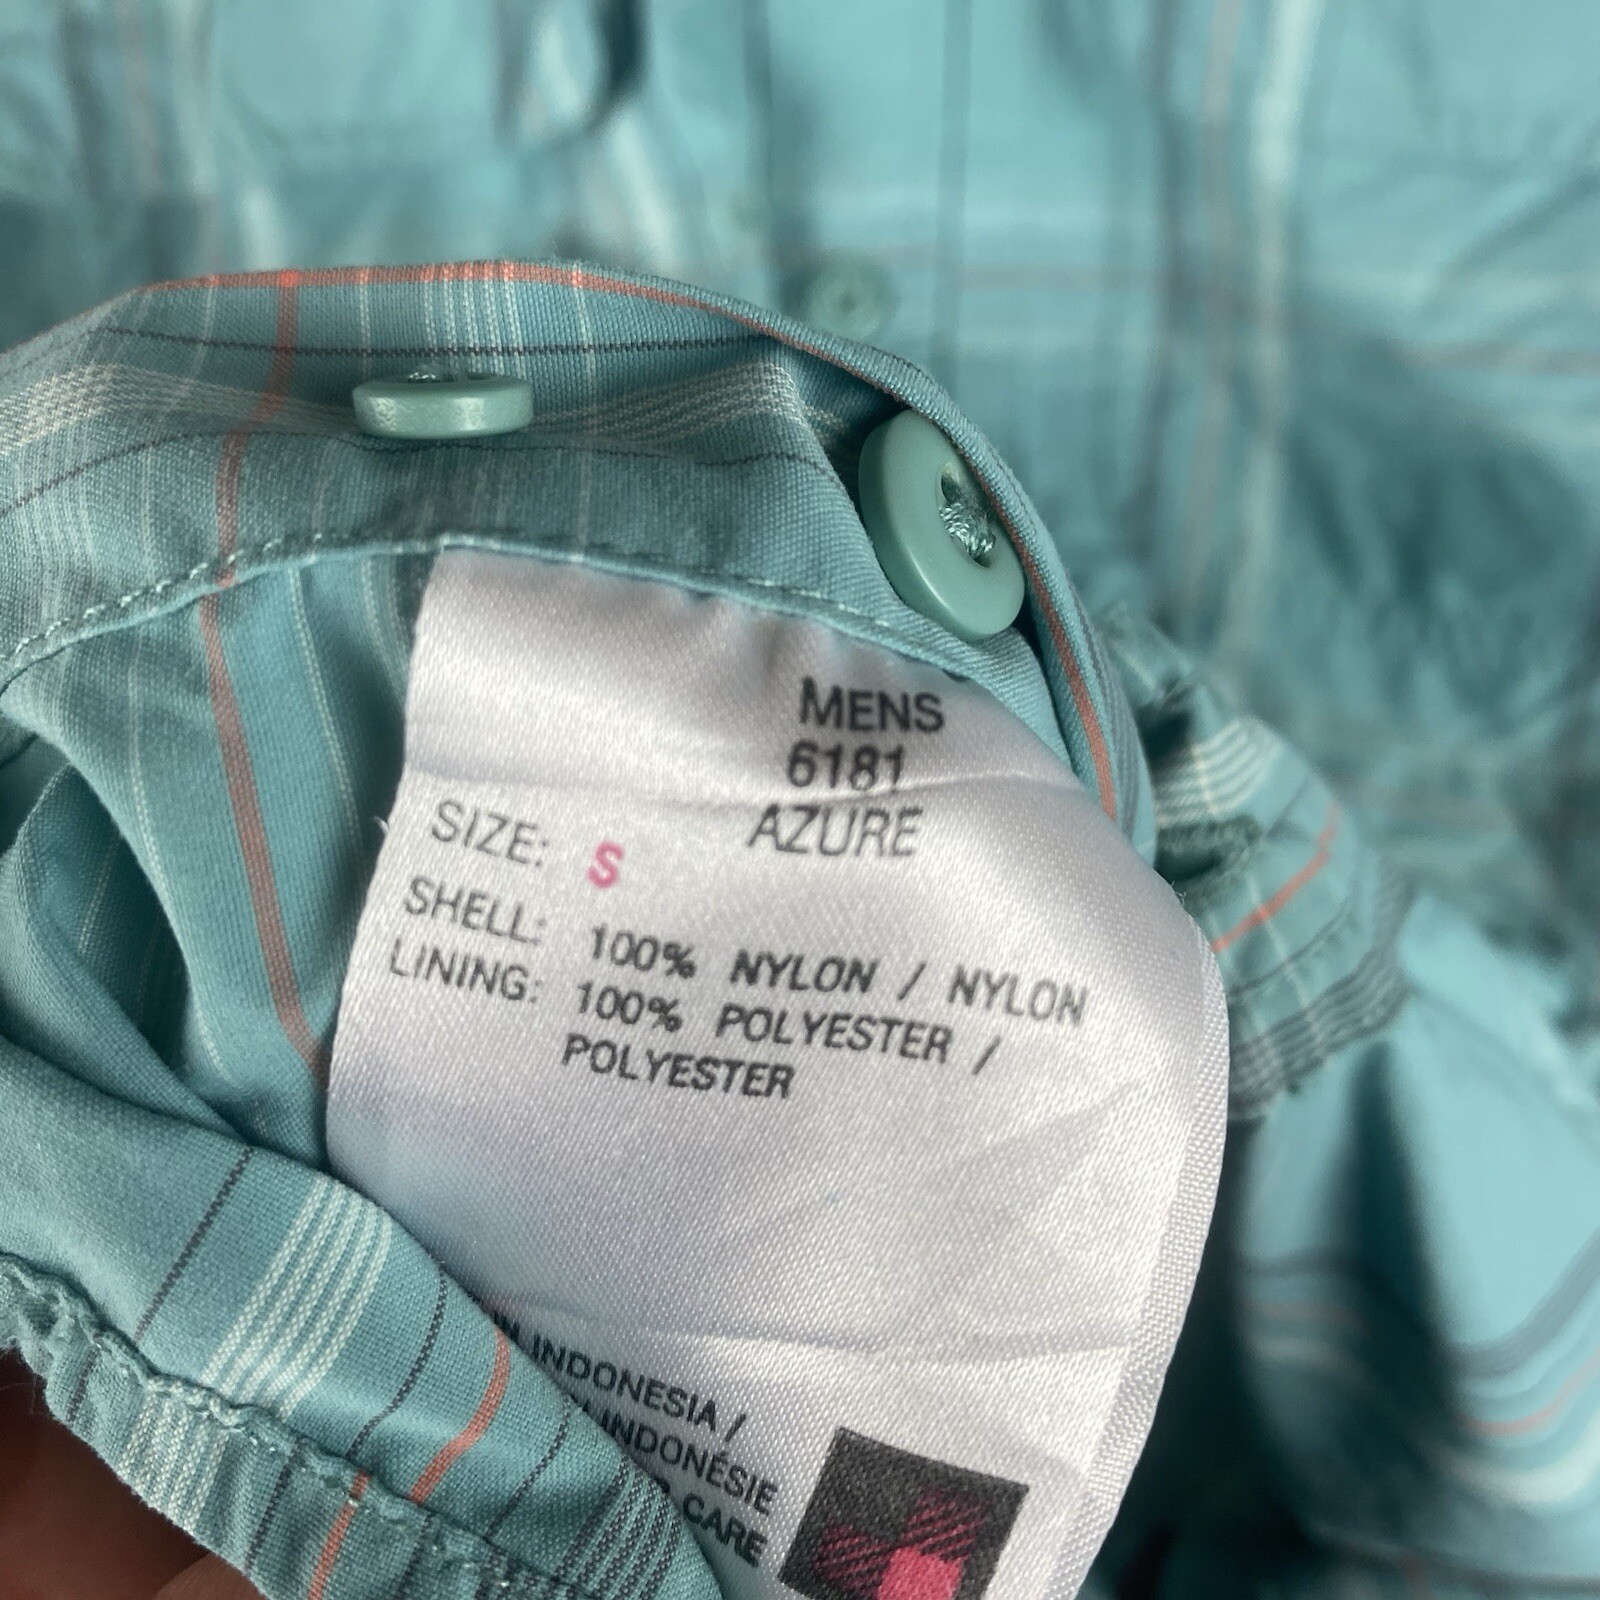 MENS
6181
AZURE
SIZE: S
SHELL: 100% NYLON / NYLON
LINING: 100% POLYESTER /
POLYESTER
INDONESIA /
INDONÉSIE
CARE